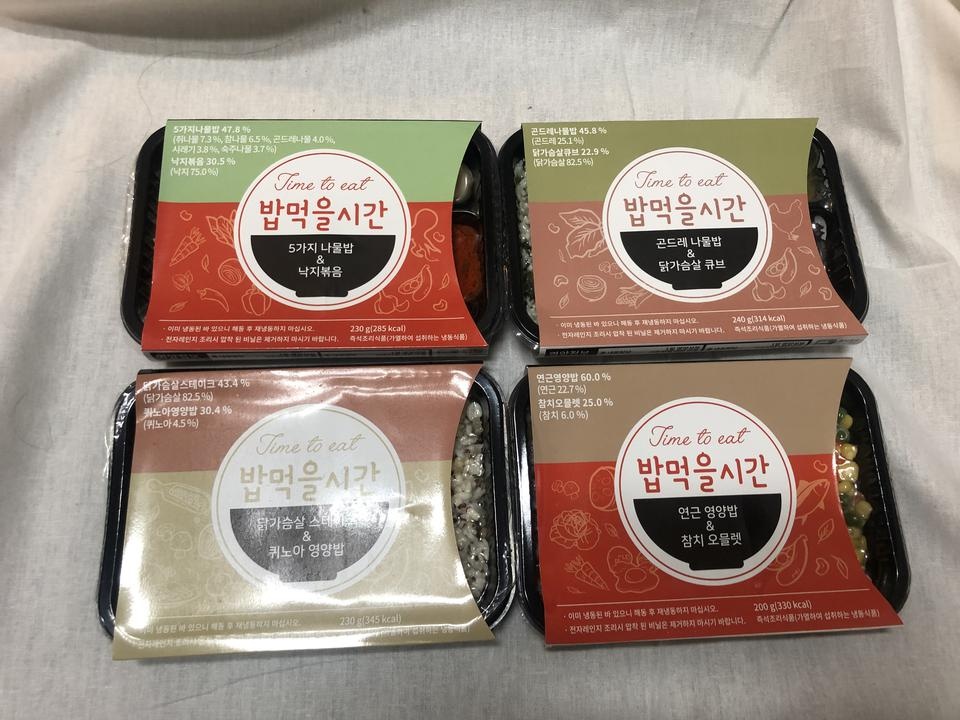 5가지나물밥 47.8 %
(취나물 7.3 %, 참나물 6.5 %, 곤드레나물 4.0 %,
시래기 3.8 %, 숙주나물 3.7 %)
낙지볶음 30.5 %
(낙지 75.0 %)
Time to eat
밥먹을시간
5가지 나물밥
&
낙지볶음
· 이미 냉동된 바 있으니 해동 후 재냉동하지 마십시오.
230 g(285 kcal)
· 전자레인지 조리시 압착 된 비닐은 제거하지 마시기 바랍니다.
즉석조리식품(가열하여 섭취하는 냉동식품)
곤드레나물밥 45.8 %
(곤드레 25.1 %)
닭가슴살큐브 22.9 %
(닭가슴살 82.5 %)
Time to eat
밥먹을시간
곤드레 나물밥
&
닭가슴살 큐브
· 이미 냉동된 바 있으니 해동 후 재냉동하지 마십시오.
240 g(314 kcal)
· 전자레인지 조리시 압착 된 비닐은 제거하지 마시기 바랍니다.
즉석조리식품(가열하여 섭취하는 냉동식품)
닭가슴살스테이크 43.4 %
(닭가슴살 82.5 %)
퀴노아영양밥 30.4 %
(퀴노아 4.5 %)
Time to eat
밥먹을시간
닭가슴살 스테이크
&
퀴노아 영양밥
· 이미 냉동된 바 있으니 해동 후 재냉동하지 마십시오.
230 g(345 kcal)
연근영양밥 60.0 %
(연근 22.7 %)
참치오믈렛 25.0 %
(참치 6.0 %)
Time to eat
밥먹을시간
연근 영양밥
&
참치 오믈렛
· 이미 냉동된 바 있으니 해동 후 재냉동하지 마십시오.
200 g(330 kcal)
· 전자레인지 조리시 압착 된 비닐은 제거하지 마시기 바랍니다.
즉석조리식품(가열하여 섭취하는 냉동식품)